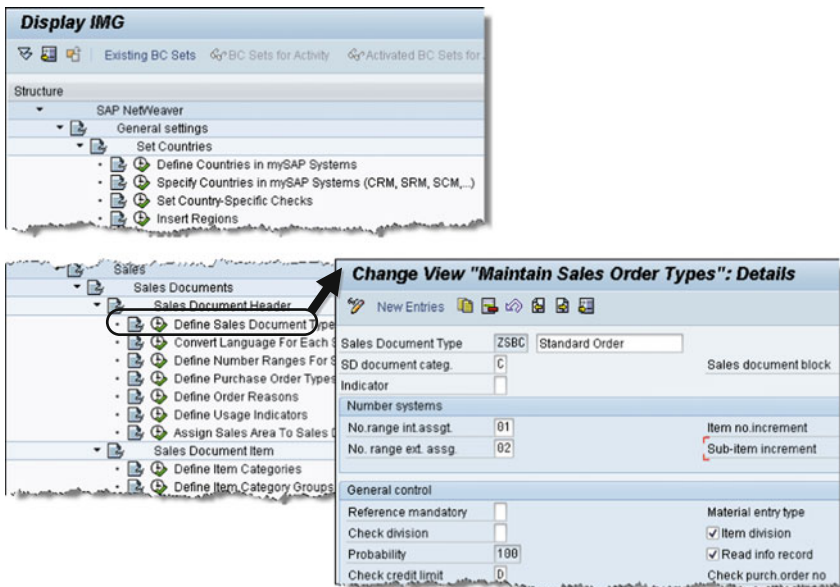 Display IMG
Existing BC Sets BC Sets for Activity Activated BC Sets for
Structure
SAP NetWeaver
General settings
Set Countries
Define Countries in mySAP Systems
Specify Countries in mySAP Systems (CRM, SRM, SCM,...)
Set Country-Specific Checks
Insert Regions
Sales
Sales Documents
Sales Document Header
Define Sales Document Type
Convert Language For Each S
Define Number Ranges For S
Define Purchase Order Types
Define Order Reasons
Define Usage Indicators
Assign Sales Area To Sales
Sales Document Item
Define Item Categories
Define Item Category Groups
Change View "Maintain Sales Order Types": Details
New Entries
Sales Document Type ZSBC Standard Order
SD document categ. C Sales document block
Indicator
Number systems
No.range int.assgt. 01 Item no.increment
No. range ext. assg. 02 Sub-item increment
General control
Reference mandatory Material entry type
Check division Item division
Probability 100 Read info record
Check credit limit D Check purch.order no